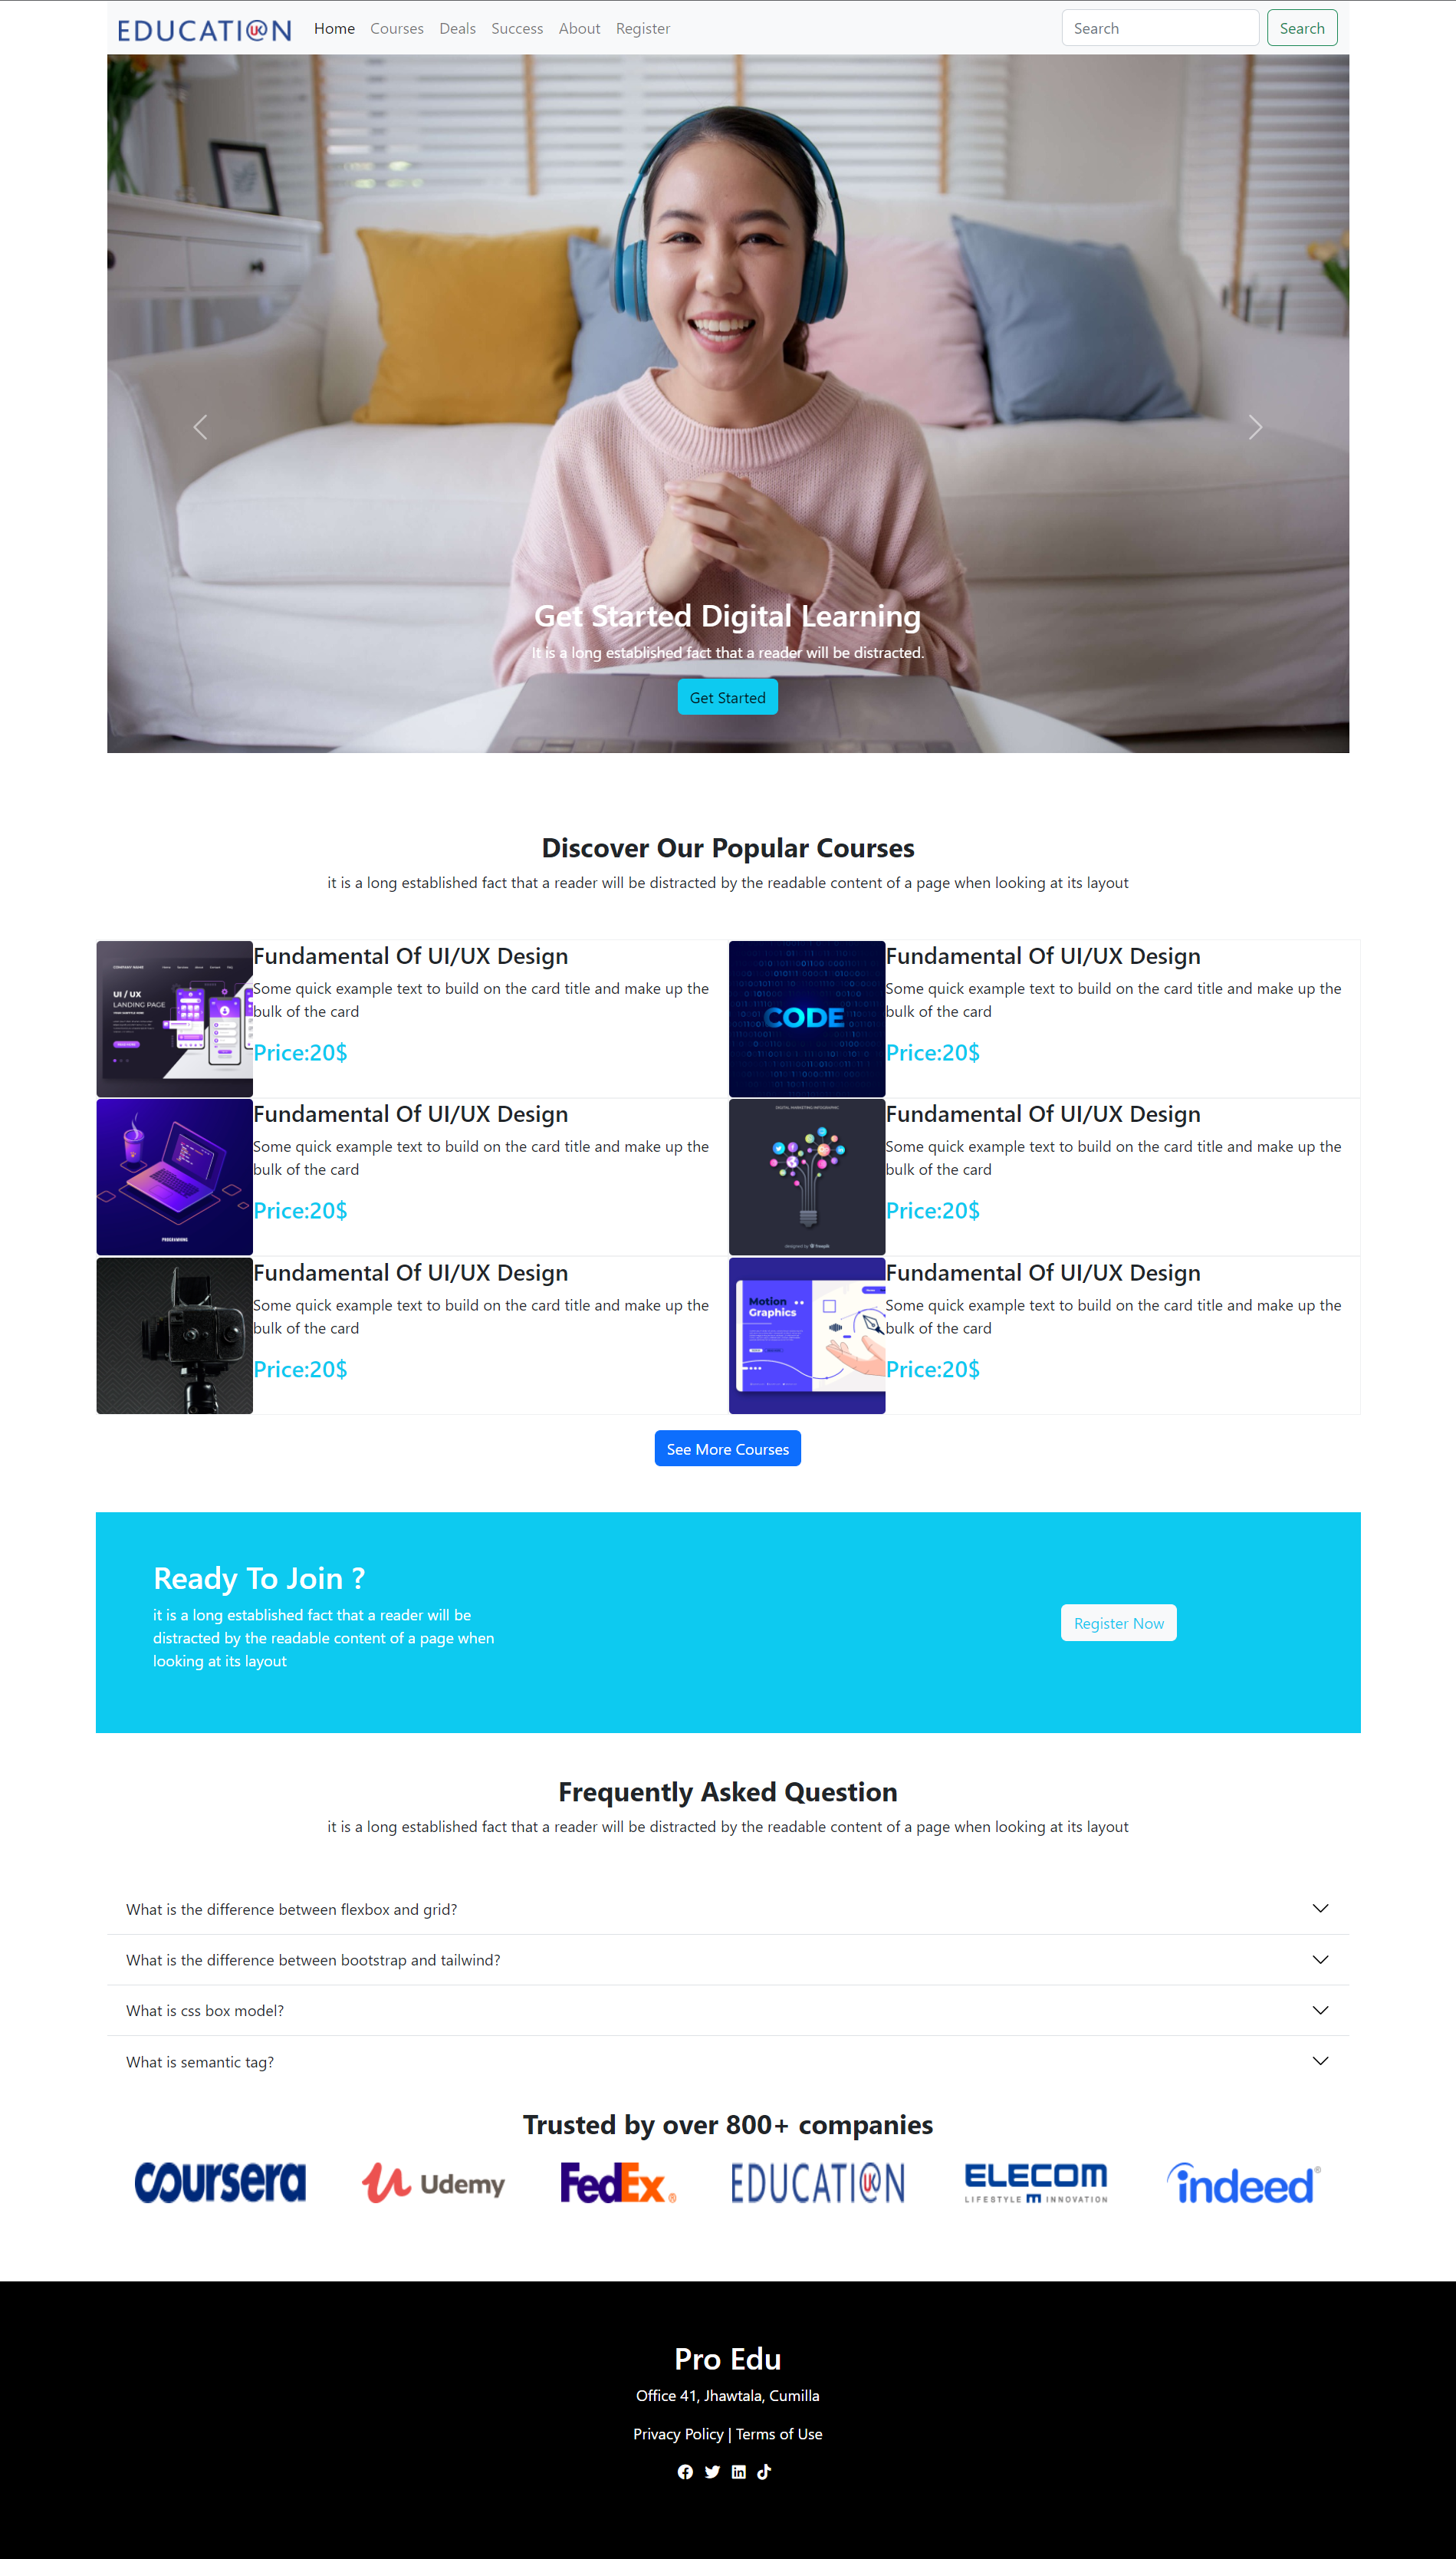 EDUCATI@N UK
Home Courses Deals Success About Register
Search
Search
Get Started Digital Learning
It is a long established fact that a reader will be distracted.
Get Started
Discover Our Popular Courses
it is a long established fact that a reader will be distracted by the readable content of a page when looking at its layout
COMPANY NAME
UI / UX
LANDING PAGE
Fundamental Of UI/UX Design
Some quick example text to build on the card title and make up the
bulk of the card
Price:20$
CODE
Fundamental Of UI/UX Design
Some quick example text to build on the card title and make up the
bulk of the card
Price:20$
PROGRAMMING
Fundamental Of UI/UX Design
Some quick example text to build on the card title and make up the
bulk of the card
Price:20$
DIGITAL MARKETING INFOGRAPHIC
designed by freepik
Fundamental Of UI/UX Design
Some quick example text to build on the card title and make up the
bulk of the card
Price:20$
Fundamental Of UI/UX Design
Some quick example text to build on the card title and make up the
bulk of the card
Price:20$
Motion
Graphics
Fundamental Of UI/UX Design
Some quick example text to build on the card title and make up the
bulk of the card
Price:20$
See More Courses
Ready To Join ?
it is a long established fact that a reader will be
distracted by the readable content of a page when
looking at its layout
Register Now
Frequently Asked Question
it is a long established fact that a reader will be distracted by the readable content of a page when looking at its layout
What is the difference between flexbox and grid?
What is the difference between bootstrap and tailwind?
What is css box model?
What is semantic tag?
Trusted by over 800+ companies
coursera
Udemy
FedEx®
EDUCATI@N UK
ELECOM
LIFESTYLE INNOVATION
indeed®
Pro Edu
Office 41, Jhawtala, Cumilla
Privacy Policy | Terms of Use